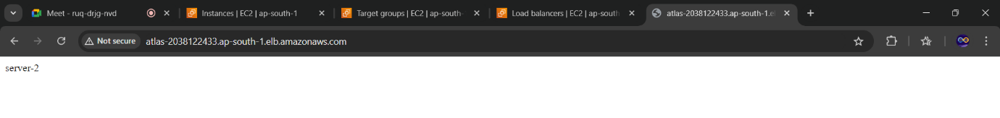 Meet - ruq-drjg-nvd
Instances | EC2 | ap-south-1
Target groups | EC2 | ap-south-
Load balancers | EC2 | ap-south
atlas-2038122433.ap-south-1.el
Not secure
atlas-2038122433.ap-south-1.elb.amazonaws.com
server-2